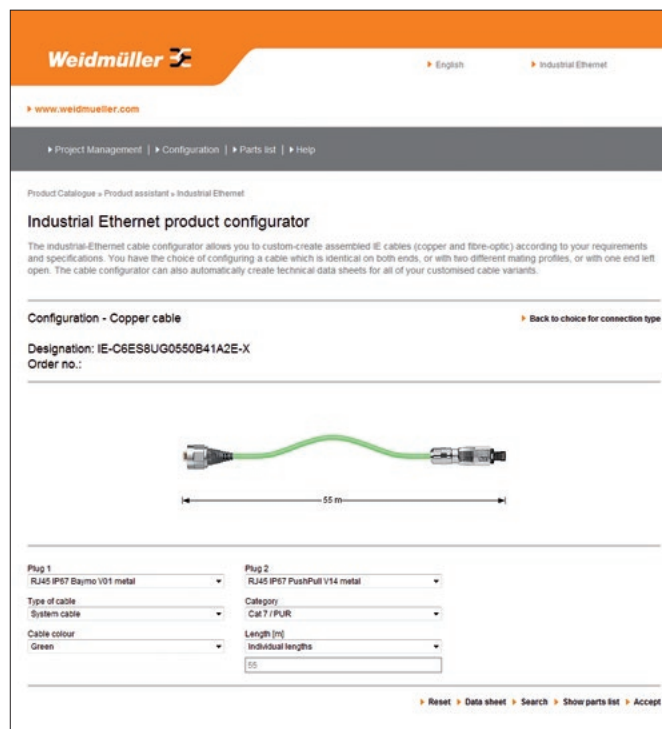 Weidmüller
English
Industrial Ethernet
www.weidmueller.com
Project Management | Configuration | Parts list | Help
Product Catalogue » Product assistant » Industrial Ethernet
Industrial Ethernet product configurator
The industrial-Ethernet cable configurator allows you to custom-create assembled IE cables (copper and fibre-optic) according to your requirements
and specifications. You have the choice of configuring a cable which is identical on both ends, or with two different mating profiles, or with one end left
open. The cable configurator can also automatically create technical data sheets for all of your customised cable variants.
Configuration - Copper cable
Back to choice for connection type
Designation: IE-C6ES8UG0550B41A2E-X
Order no.:
55 m
Plug 1
Plug 2
RJ45 IP67 Baymo V01 metal
RJ45 IP67 PushPull V14 metal
Type of cable
Category
System cable
Cat 7 / PUR
Cable colour
Length [m]
Green
Individual lengths
55
Reset
Data sheet
Search
Show parts list
Accept